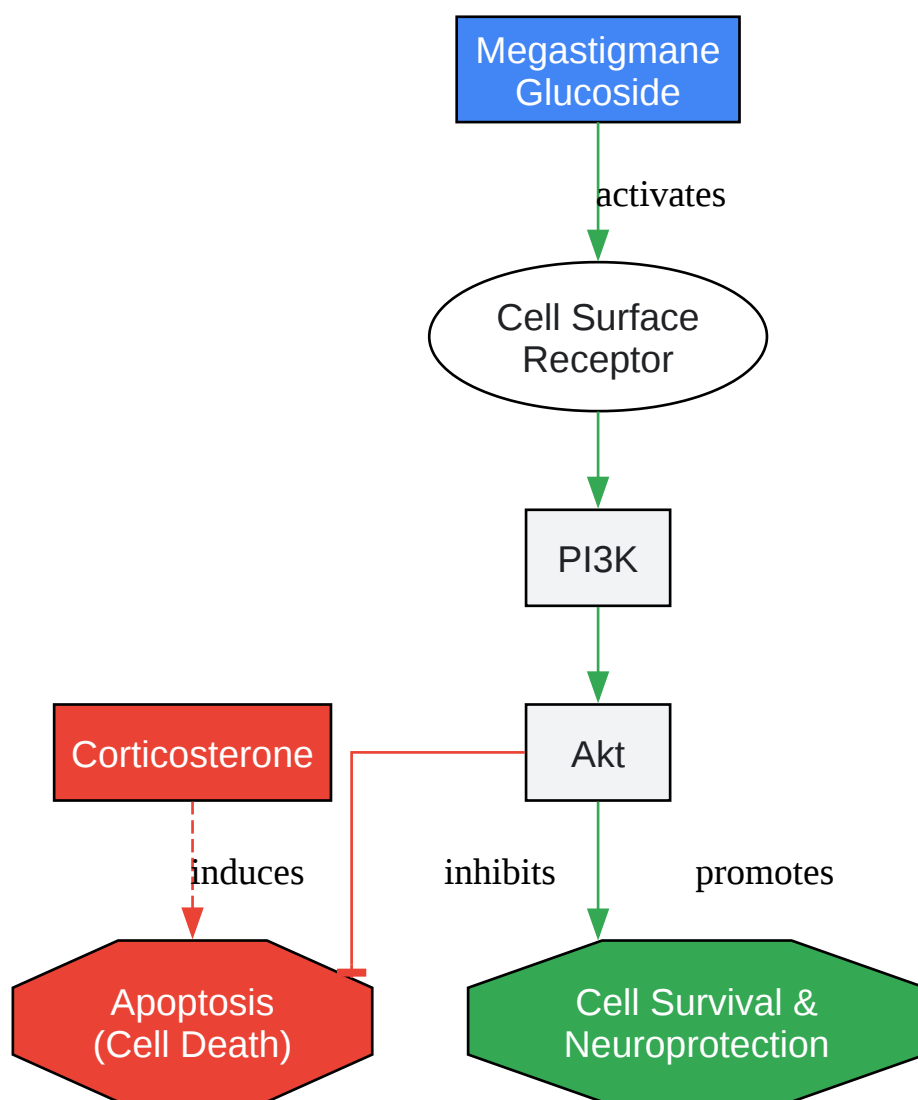 Megastigmane
Glucoside
activates
Cell Surface
Receptor
PI3K
Corticosterone
Akt
induces
inhibits
promotes
Apoptosis
(Cell Death)
Cell Survival &
Neuroprotection